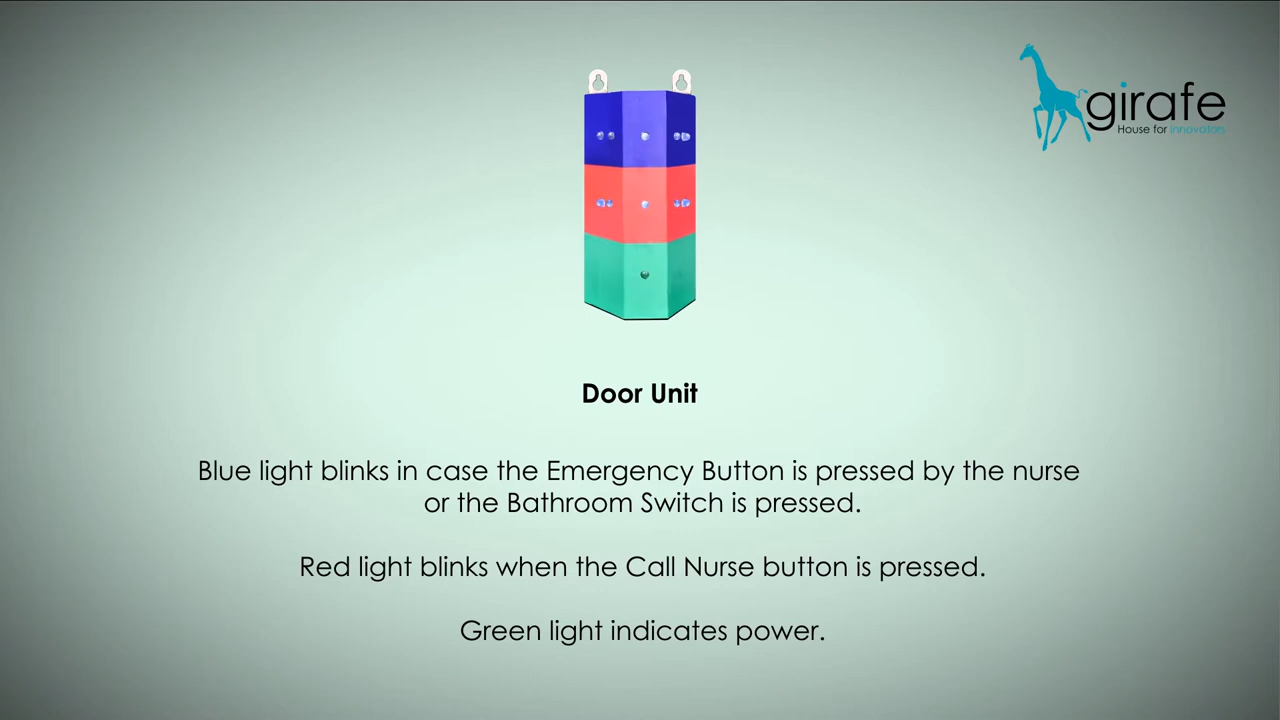 girafe
House for innovators
Door Unit
Blue light blinks in case the Emergency Button is pressed by the nurse
or the Bathroom Switch is pressed.
Red light blinks when the Call Nurse button is pressed.
Green light indicates power.